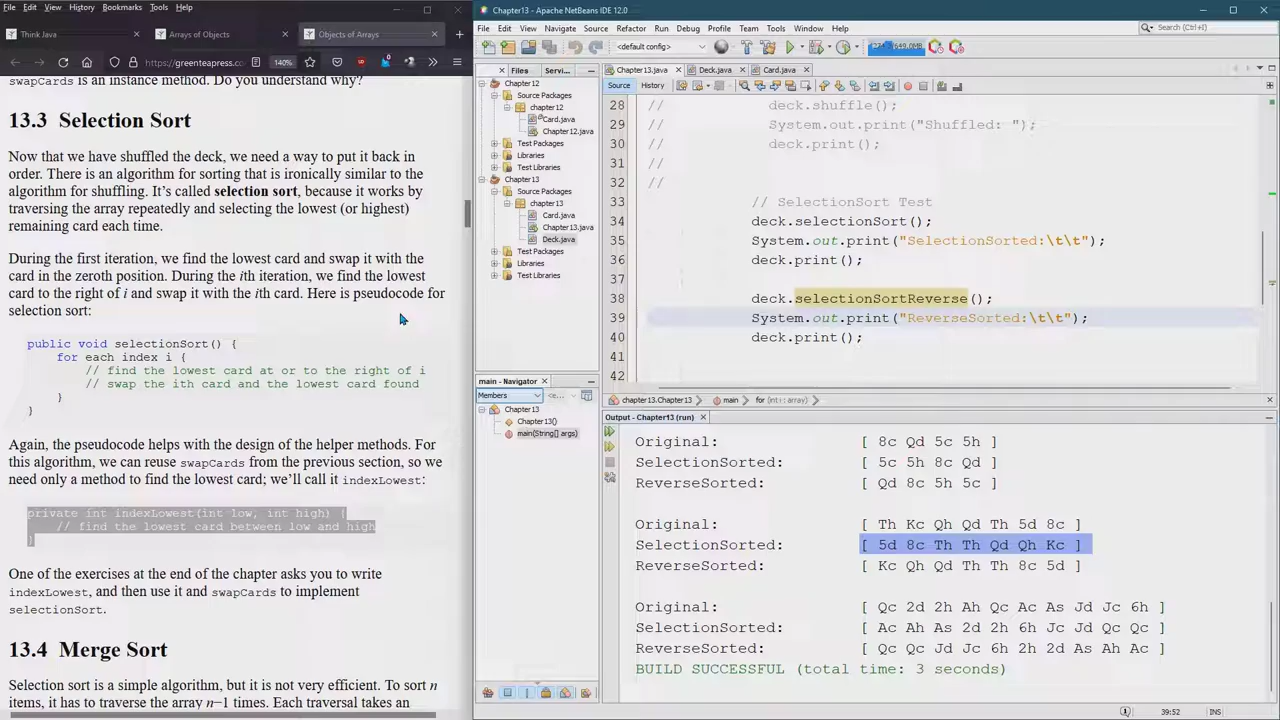 File Edit View History Bookmarks Tools Help
Think Java
Arrays of Objects
Objects of Arrays
https://greenteapress.com
140%
swapCards is an instance method. Do you understand why?
13.3 Selection Sort
Now that we have shuffled the deck, we need a way to put it back in
order. There is an algorithm for sorting that is ironically similar to the
algorithm for shuffling. It's called selection sort, because it works by
traversing the array repeatedly and selecting the lowest (or highest)
remaining card each time.
During the first iteration, we find the lowest card and swap it with the
card in the zeroth position. During the ith iteration, we find the lowest
card to the right of i and swap it with the ith card. Here is pseudocode for
selection sort:
public void selectionSort() {
for each index i {
// find the lowest card at or to the right of i
// swap the ith card and the lowest card found
}
}
Again, the pseudocode helps with the design of the helper methods. For
this algorithm, we can reuse swapCards from the previous section, so we
need only a method to find the lowest card; we'll call it indexLowest:
private int indexLowest(int low, int high) {
// find the lowest card between low and high
}
One of the exercises at the end of the chapter asks you to write
indexLowest, and then use it and swapCards to implement
selectionSort.
13.4 Merge Sort
Selection sort is a simple algorithm, but it is not very efficient. To sort n
items, it has to traverse the array n−1 times. Each traversal takes an
Chapter13 - Apache NetBeans IDE 12.0
File Edit View Navigate Source Refactor Run Debug Profile Team Tools Window Help
Search (Ctrl+I)
<default config>
Files
Servi...
Chapter12
Source Packages
chapter12
Card.java
Chapter12.java
Test Packages
Libraries
Test Libraries
Chapter13
Source Packages
chapter13
Card.java
Chapter13.java
Deck.java
Test Packages
Libraries
Test Libraries
main - Navigator
Members
Chapter13
Chapter13()
main(String[] args)
Chapter13.java
Deck.java
Card.java
Source History
28 // deck.shuffle();
29 // System.out.print("Shuffled: ");
30 // deck.print();
31 //
32 //
33 // SelectionSort Test
34 deck.selectionSort();
35 System.out.print("SelectionSorted:\t\t");
36 deck.print();
37
38 deck.selectionSortReverse();
39 System.out.print("ReverseSorted:\t\t");
40 deck.print();
41
42
chapter13.Chapter13
main
for (int i : array)
Output - Chapter13 (run)
Original: [ 8c Qd 5c 5h ]
SelectionSorted: [ 5c 5h 8c Qd ]
ReverseSorted: [ Qd 8c 5h 5c ]
Original: [ Th Kc Qh Qd Th 5d 8c ]
SelectionSorted: [ 5d 8c Th Th Qd Qh Kc ]
ReverseSorted: [ Kc Qh Qd Th Th 8c 5d ]
Original: [ Qc 2d 2h Ah Qc Ac As Jd Jc 6h ]
SelectionSorted: [ Ac Ah As 2d 2h 6h Jc Jd Qc Qc ]
ReverseSorted: [ Qc Qc Jd Jc 6h 2h 2d As Ah Ac ]
BUILD SUCCESSFUL (total time: 3 seconds)
39:52
INS